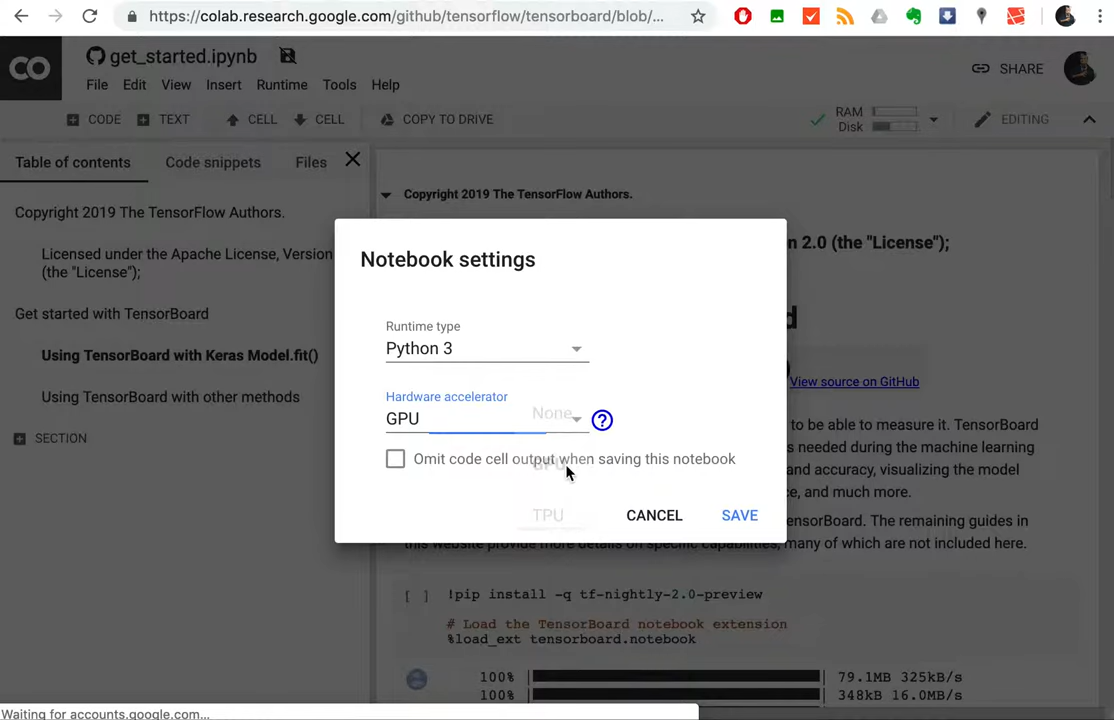 https://colab.research.google.com/github/tensorflow/tensorboard/blob/...
CO
get_started.ipynb
SHARE
File Edit View Insert Runtime Tools Help
CODE TEXT CELL CELL COPY TO DRIVE
RAM
Disk
EDITING
Table of contents Code snippets Files
Copyright 2019 The TensorFlow Authors.
Licensed under the Apache License, Version
(the "License");
Get started with TensorBoard
Using TensorBoard with Keras Model.fit()
Using TensorBoard with other methods
SECTION
Copyright 2019 The TensorFlow Authors.
n 2.0 (the "License");
d
View source on GitHub
to be able to measure it. TensorBoard
s needed during the machine learning
and accuracy, visualizing the model
ce, and much more.
ensorBoard. The remaining guides in
this website provide more details on specific capabilities, many of which are not included here.
Notebook settings
Runtime type
Python 3
Hardware accelerator
GPU
None
?
Omit code cell output when saving this notebook
GPU
TPU
CANCEL
SAVE
[ ] !pip install -q tf-nightly-2.0-preview
# Load the TensorBoard notebook extension
%load_ext tensorboard.notebook
100% | | 79.1MB 325kB/s
100% | | 348kB 16.0MB/s
Waiting for accounts.google.com...